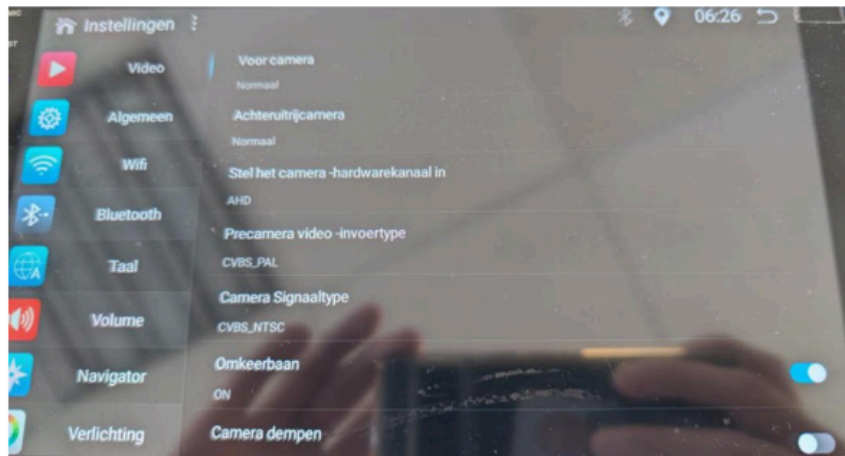 Instellingen
06:26
Video
Algemeen
Wifi
Bluetooth
Taal
Volume
Navigator
Verlichting
Voor camera
Normaal
Achteruitrijcamera
Normaal
Stel het camera -hardwarekanaal in
AHD
Precamera video -invoertype
CVBS_PAL
Camera Signaaltype
CVBS_NTSC
Omkeerbaan
ON
Camera dempen